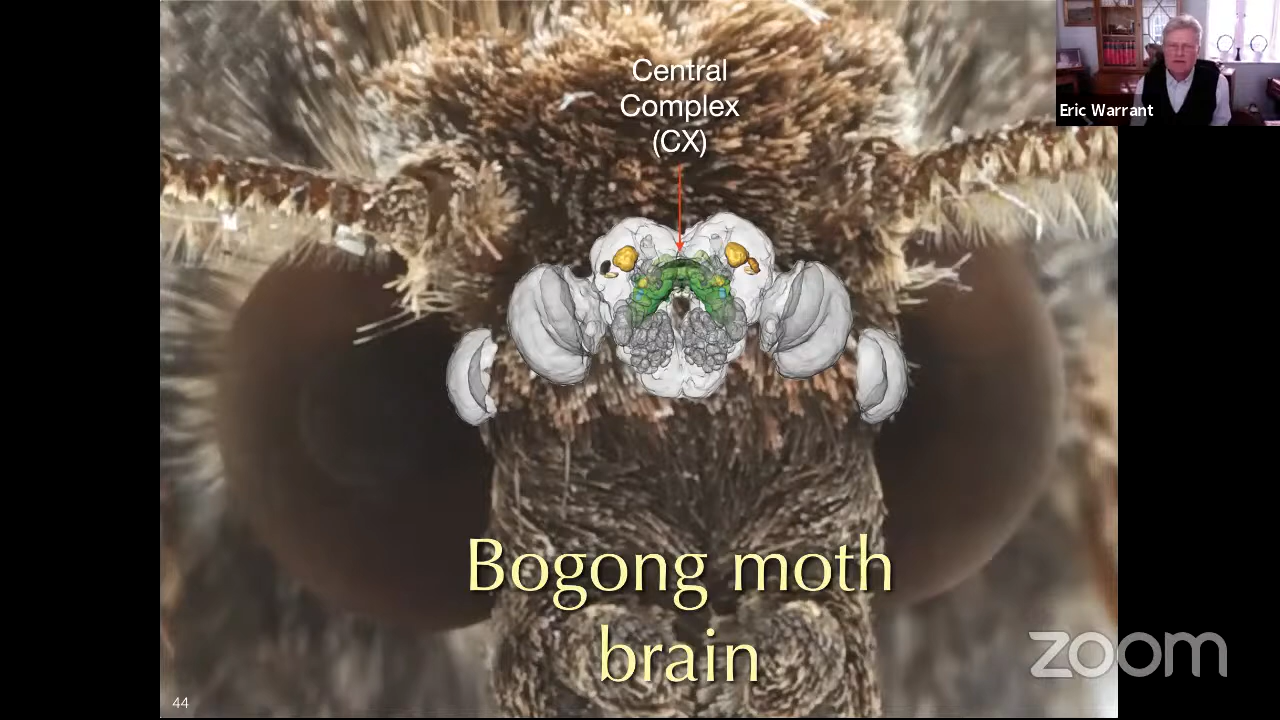 Central
Complex
(CX)
Eric Warrant
Bogong moth
brain
zoom
44